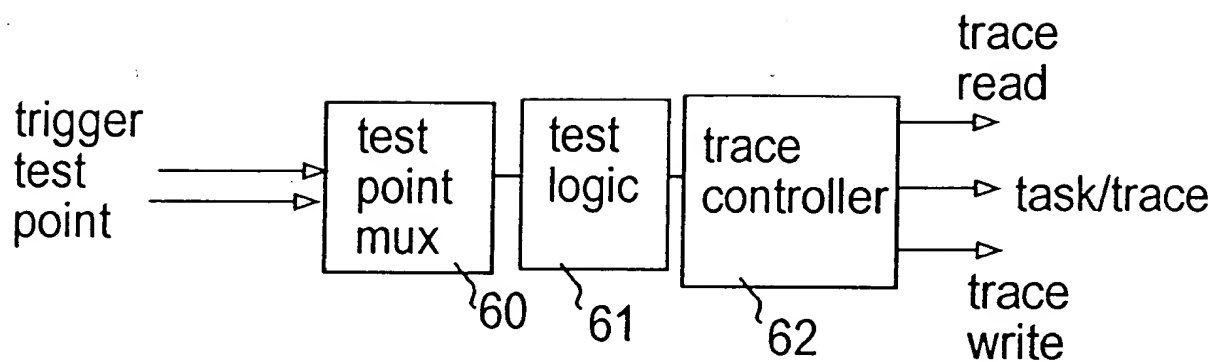 trigger
test
point
test
point
mux
60
test
logic
61
trace
controller
62
trace
read
task/trace
trace
write